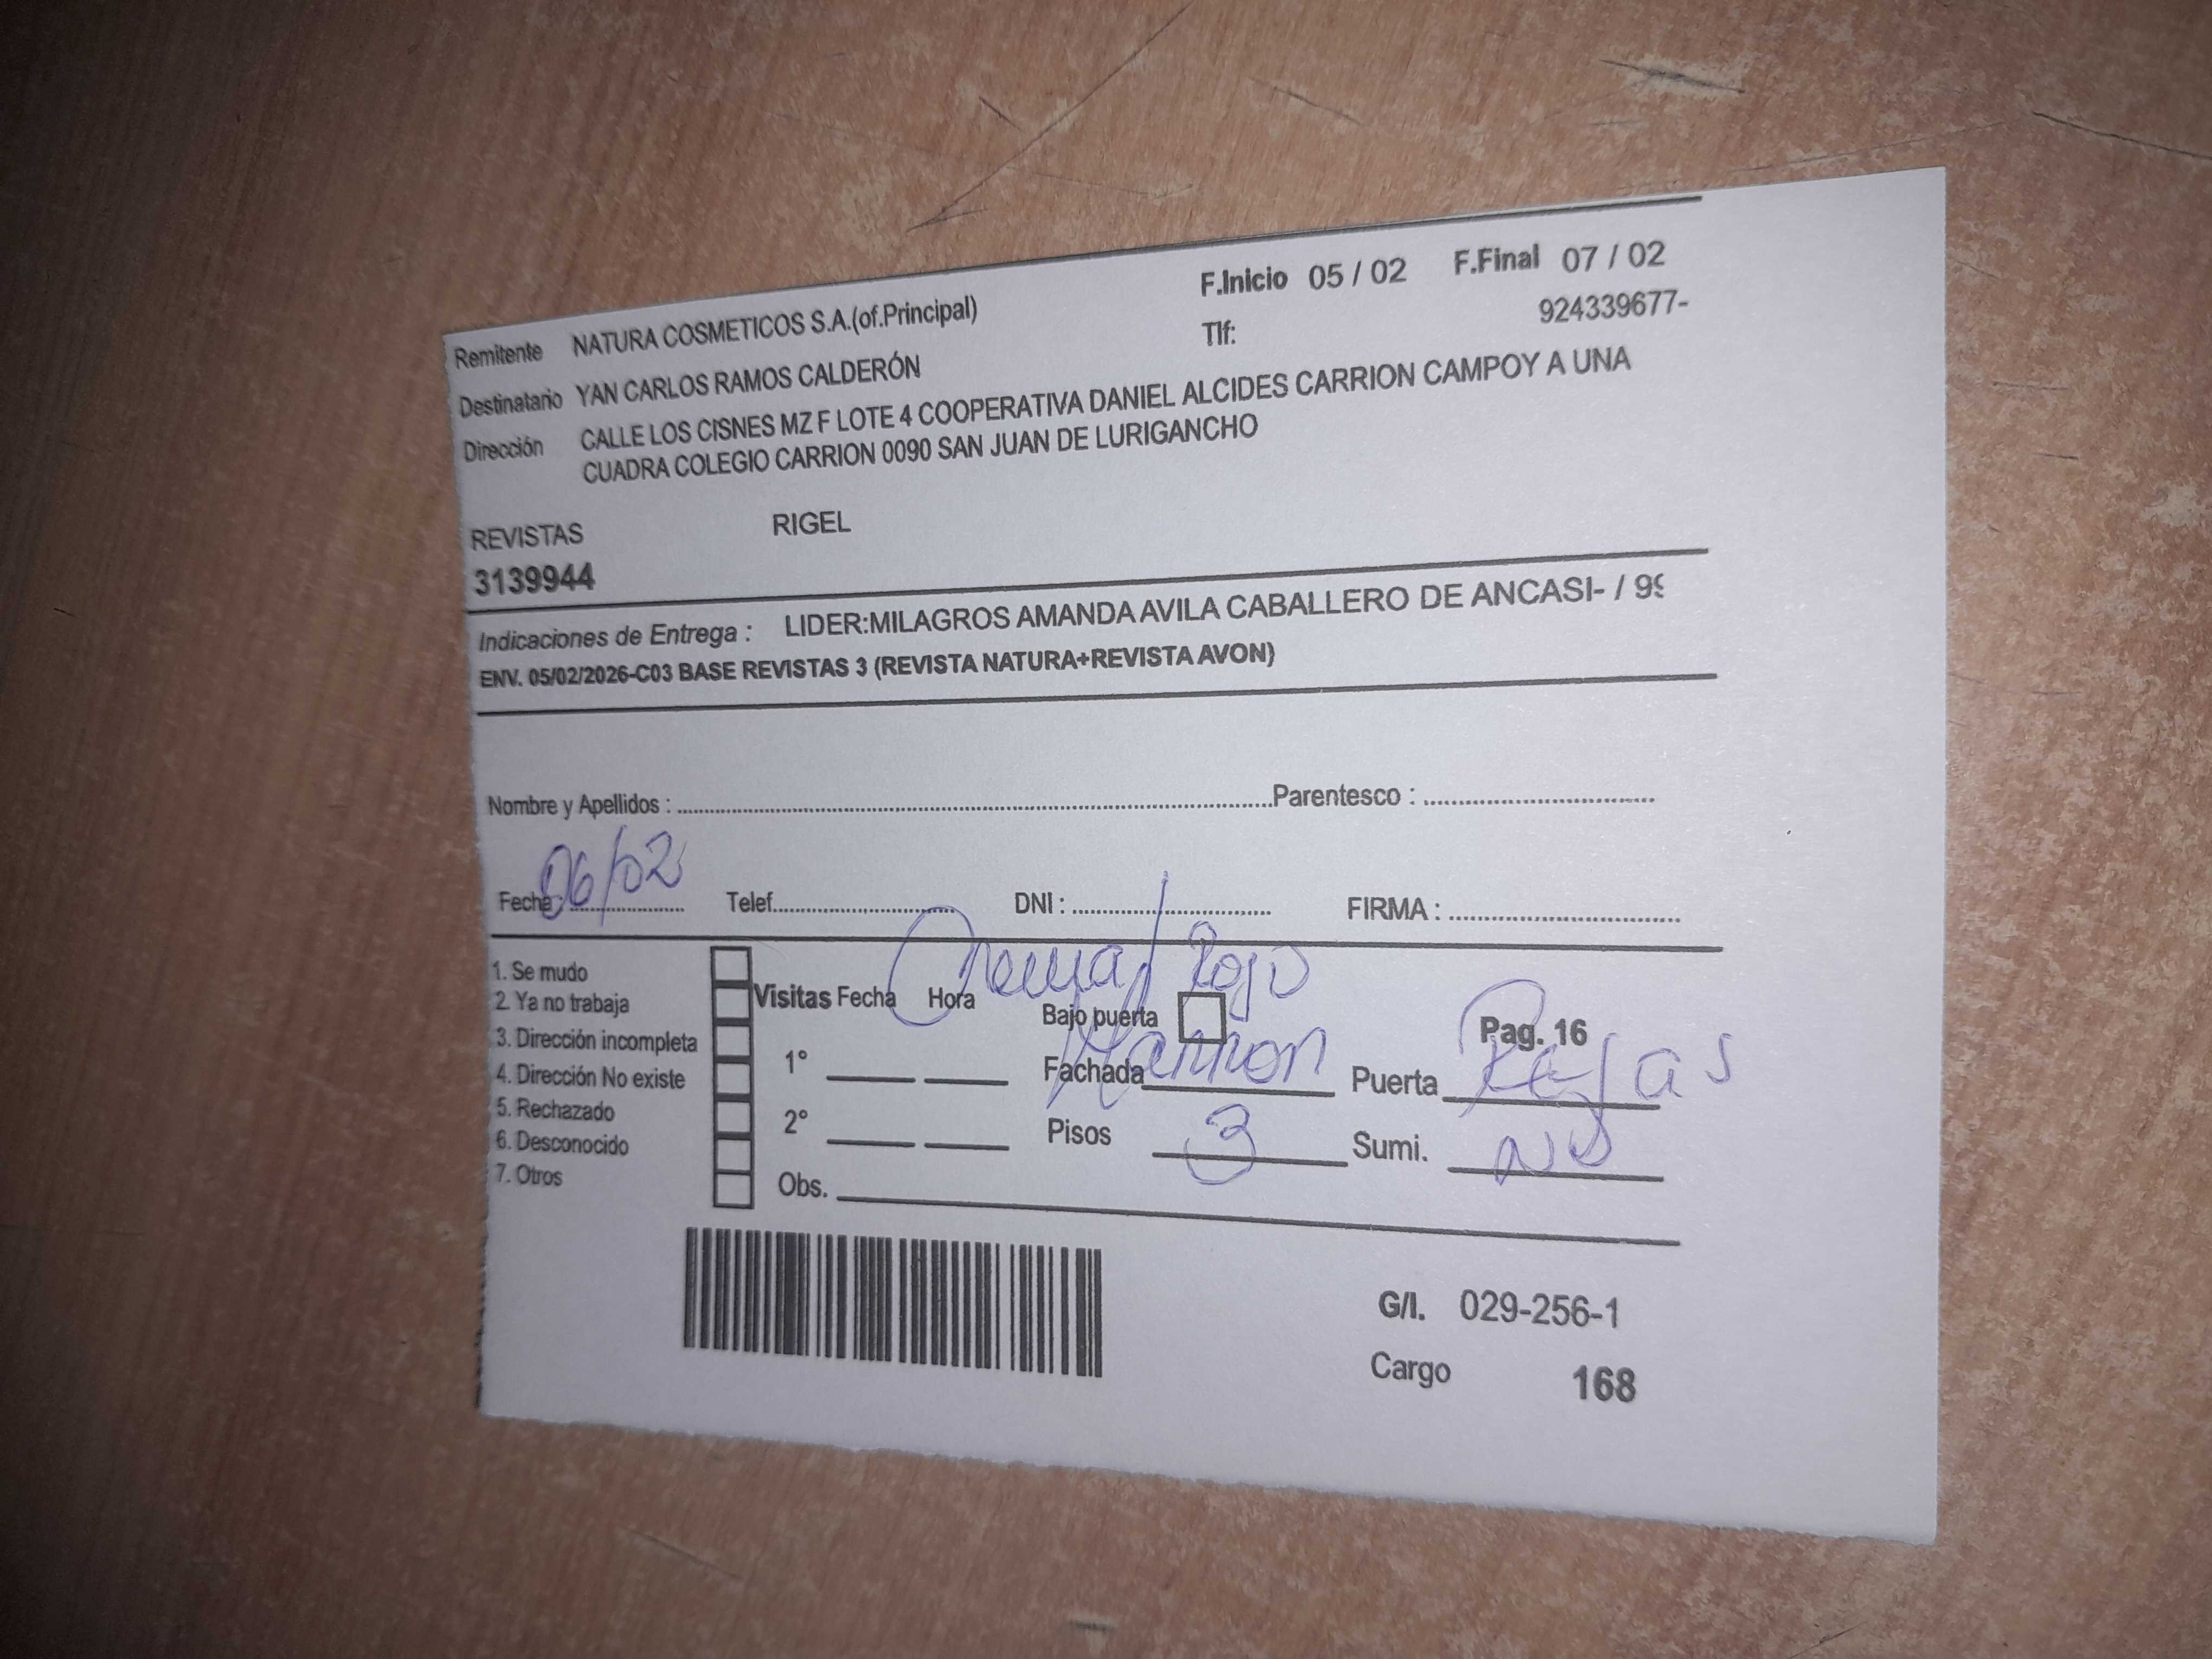 F.Inicio 05 / 02 F.Final 07 / 02
Remitente NATURA COSMETICOS S.A.(of.Principal) Tlf: 924339677-
Destinatario YAN CARLOS RAMOS CALDERÓN
Dirección CALLE LOS CISNES MZ F LOTE 4 COOPERATIVA DANIEL ALCIDES CARRION CAMPOY A UNA
CUADRA COLEGIO CARRION 0090 SAN JUAN DE LURIGANCHO
REVISTAS RIGEL
3139944
Indicaciones de Entrega : LIDER:MILAGROS AMANDA AVILA CABALLERO DE ANCASI- / 99
ENV. 05/02/2026-C03 BASE REVISTAS 3 (REVISTA NATURA+REVISTA AVON)
Nombre y Apellidos : Parentesco :
Fecha : 06/02 Telef. DNI : FIRMA :
Crema/ Rojo
1. Se mudo
2. Ya no trabaja
3. Dirección incompleta
4. Dirección No existe
5. Rechazado
6. Desconocido
7. Otros
Visitas Fecha Hora
1°
2°
Obs.
Bajo puerta Pag. 16
Fachada Marron Puerta Rejas
Pisos 3 Sumi. ND
G/I. 029-256-1
Cargo 168